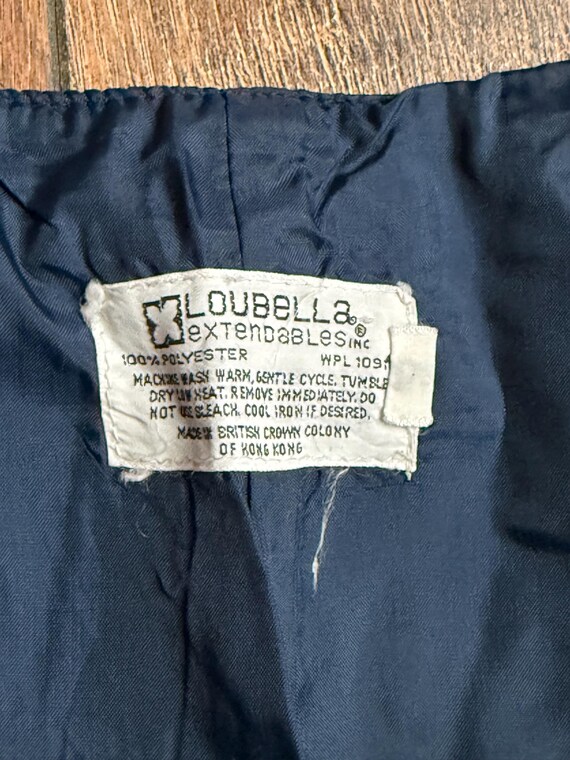 LOUBELLA
EXTENDABLES® INC
100% POLYESTER WPL 1091
MACHINE WASH WARM, GENTLE CYCLE. TUMBLE
DRY LOW HEAT. REMOVE IMMEDIATELY. DO
NOT USE BLEACH. COOL IRON IF DESIRED.
MADE IN BRITISH CROWN COLONY
OF HONG KONG